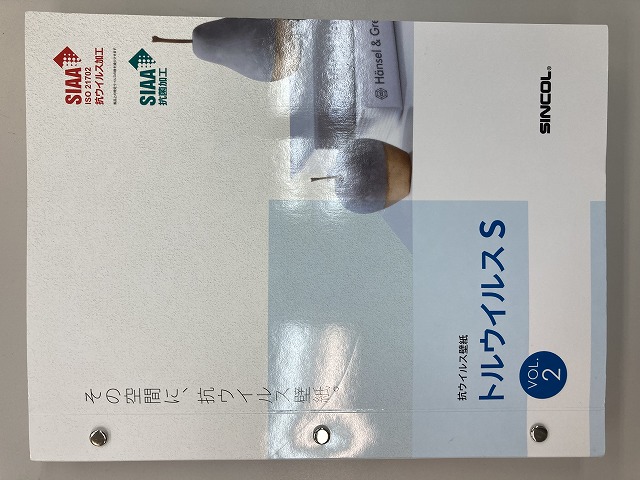 SINCOL®
抗ウイルス壁紙
トルウイルス S
VOL.
2
Hänsel & Gre
その空間に、抗ウイルス壁紙。
SIAA
ISO 21702
抗ウイルス加工
SIAA
抗菌加工